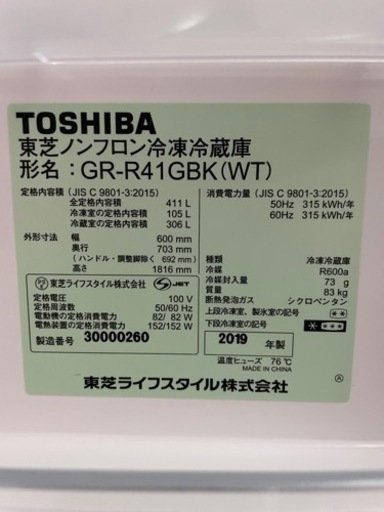 TOSHIBA
東芝ノンフロン冷凍冷蔵庫
形名：GR-R41GBK(WT)
定格内容積 (JIS C 9801-3:2015)
全定格内容積 411 L
冷凍室の定格内容積 105 L
冷蔵室の定格内容積 306 L
外形寸法 幅 600 mm
奥行 703 mm
(ハンドル・調整脚除く 692 mm)
高さ 1816 mm
東芝ライフスタイル株式会社
PS E
JET
定格電圧 100 V
定格周波数 50/60 Hz
電動機の定格消費電力 82/ 82 W
電熱装置の定格消費電力 152/152 W
製造番号 30000260
消費電力量 (JIS C 9801-3:2015)
50Hz 315 kWh/年
60Hz 315 kWh/年
種類 冷凍冷蔵庫
冷媒 R600a
冷媒封入量 73 g
質量 83 kg
断熱発泡ガス シクロペンタン
上段冷凍室、製氷室の記号
下段冷凍室の記号
2019 年製
温度ヒューズ 76℃
MADE IN CHINA
東芝ライフスタイル株式会社
Ⓐ